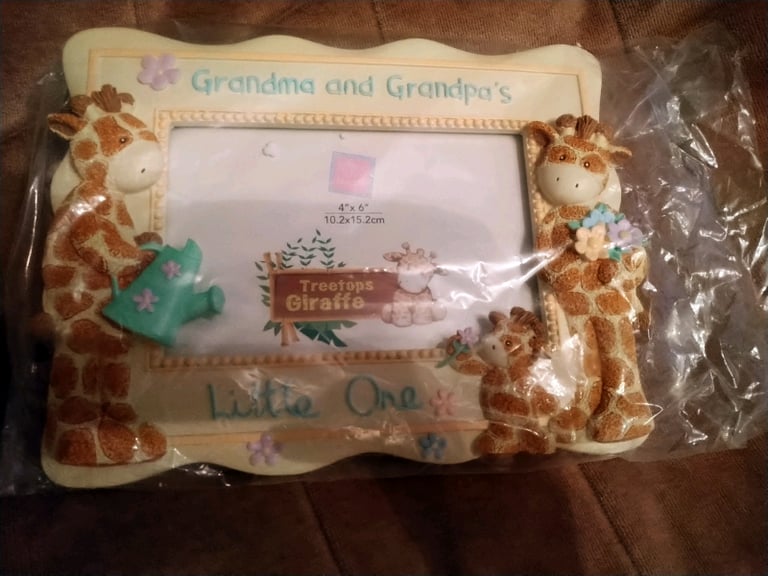 Grandma and Grandpa's
4"x 6"
10.2x15.2cm
Treetops
Giraffe
Little One